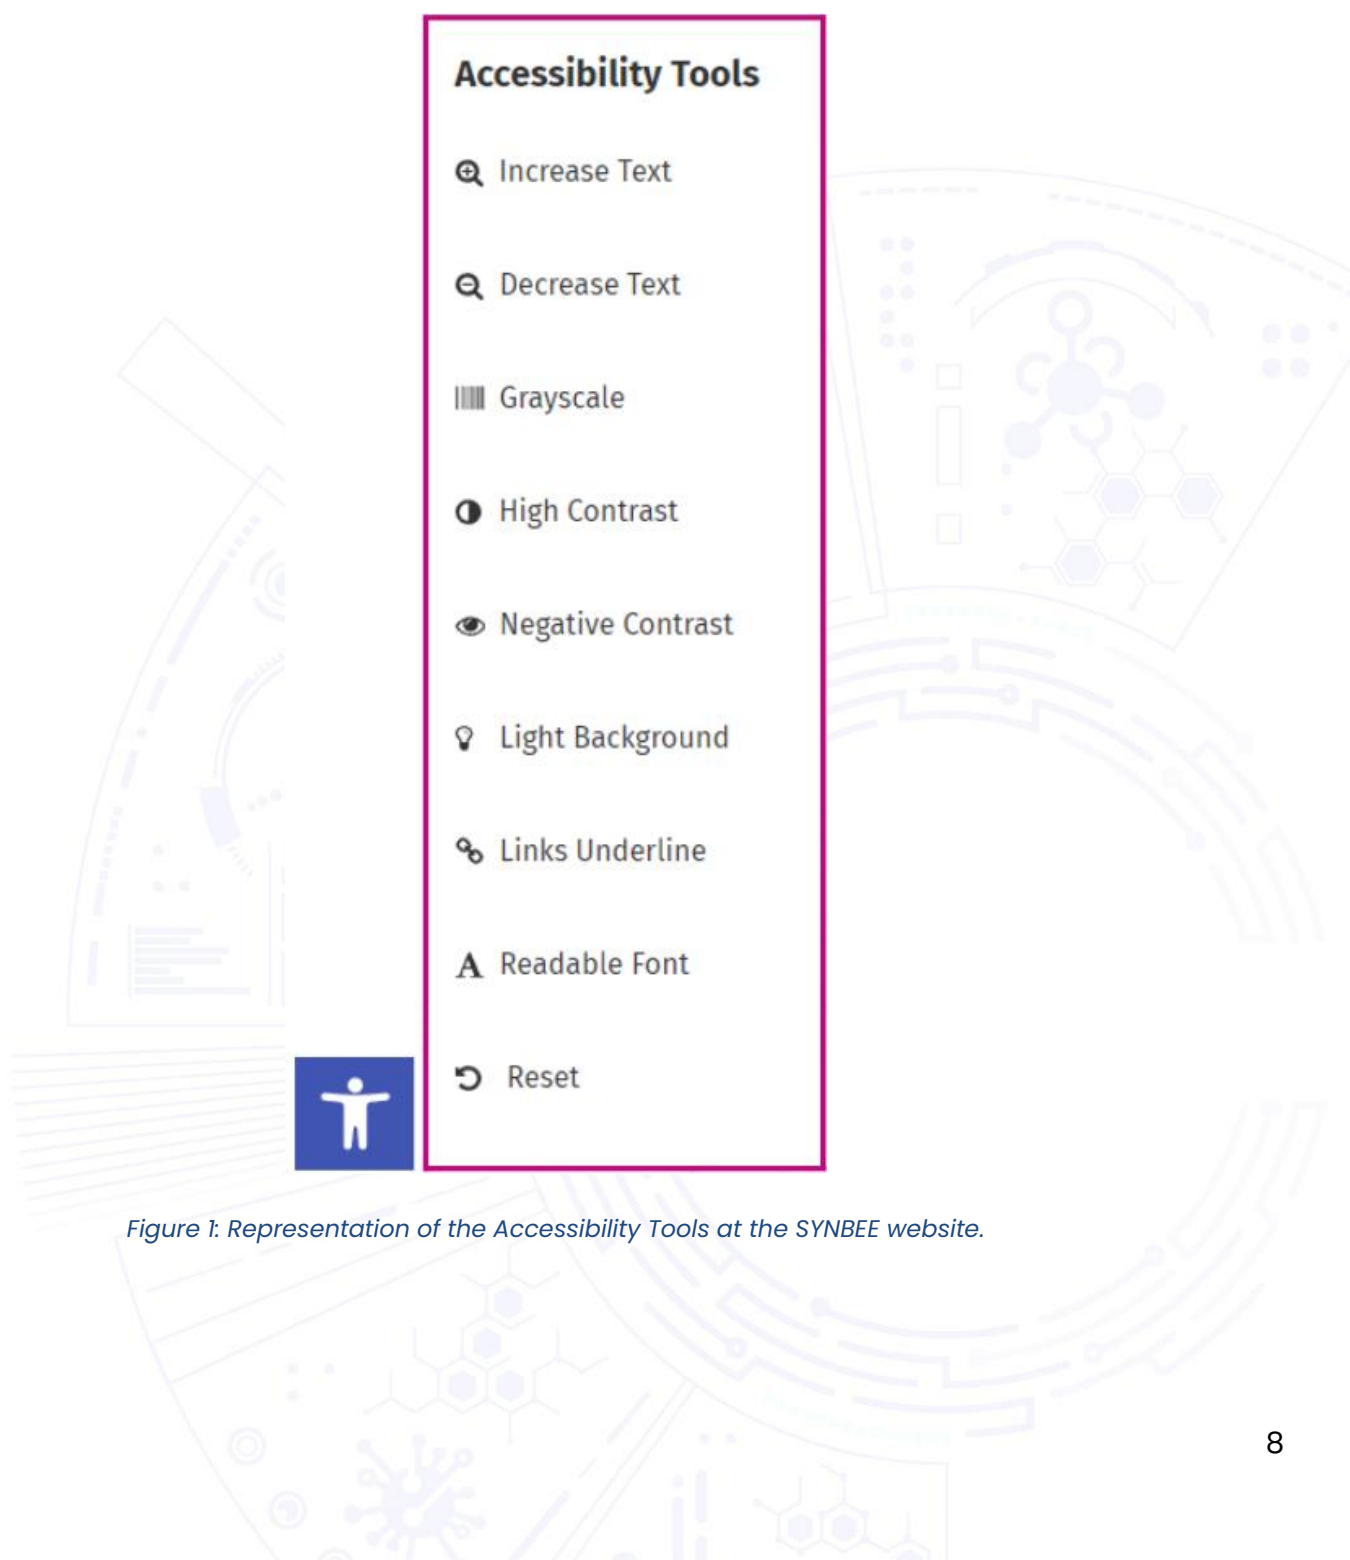 Accessibility Tools
Increase Text
Decrease Text
Grayscale
High Contrast
Negative Contrast
Light Background
Links Underline
Readable Font
Reset
Figure 1: Representation of the Accessibility Tools at the SYNBEE website.
8